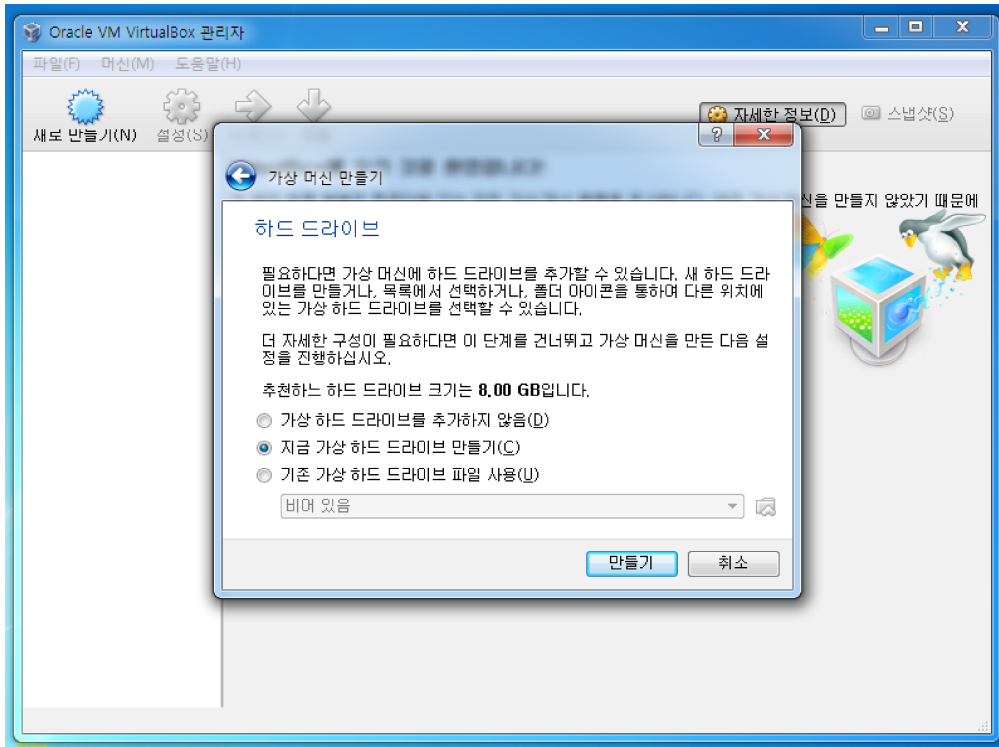 Oracle VM VirtualBox 관리자
파일(F) 머신(M) 도움말(H)
새로 만들기(N) 설정(S)
자세한 정보(D) 스냅샷(S)
가상 머신 만들기
신을 만들지 않았기 때문에
하드 드라이브
필요하다면 가상 머신에 하드 드라이브를 추가할 수 있습니다. 새 하드 드라
이브를 만들거나, 목록에서 선택하거나, 폴더 아이콘을 통하여 다른 위치에
있는 가상 하드 드라이브를 선택할 수 있습니다.
더 자세한 구성이 필요하다면 이 단계를 건너뛰고 가상 머신을 만든 다음 설
정을 진행하십시오.
추천하느 하드 드라이브 크기는 8.00 GB입니다.
가상 하드 드라이브를 추가하지 않음(D)
지금 가상 하드 드라이브 만들기(C)
기존 가상 하드 드라이브 파일 사용(U)
비어 있음
만들기 취소